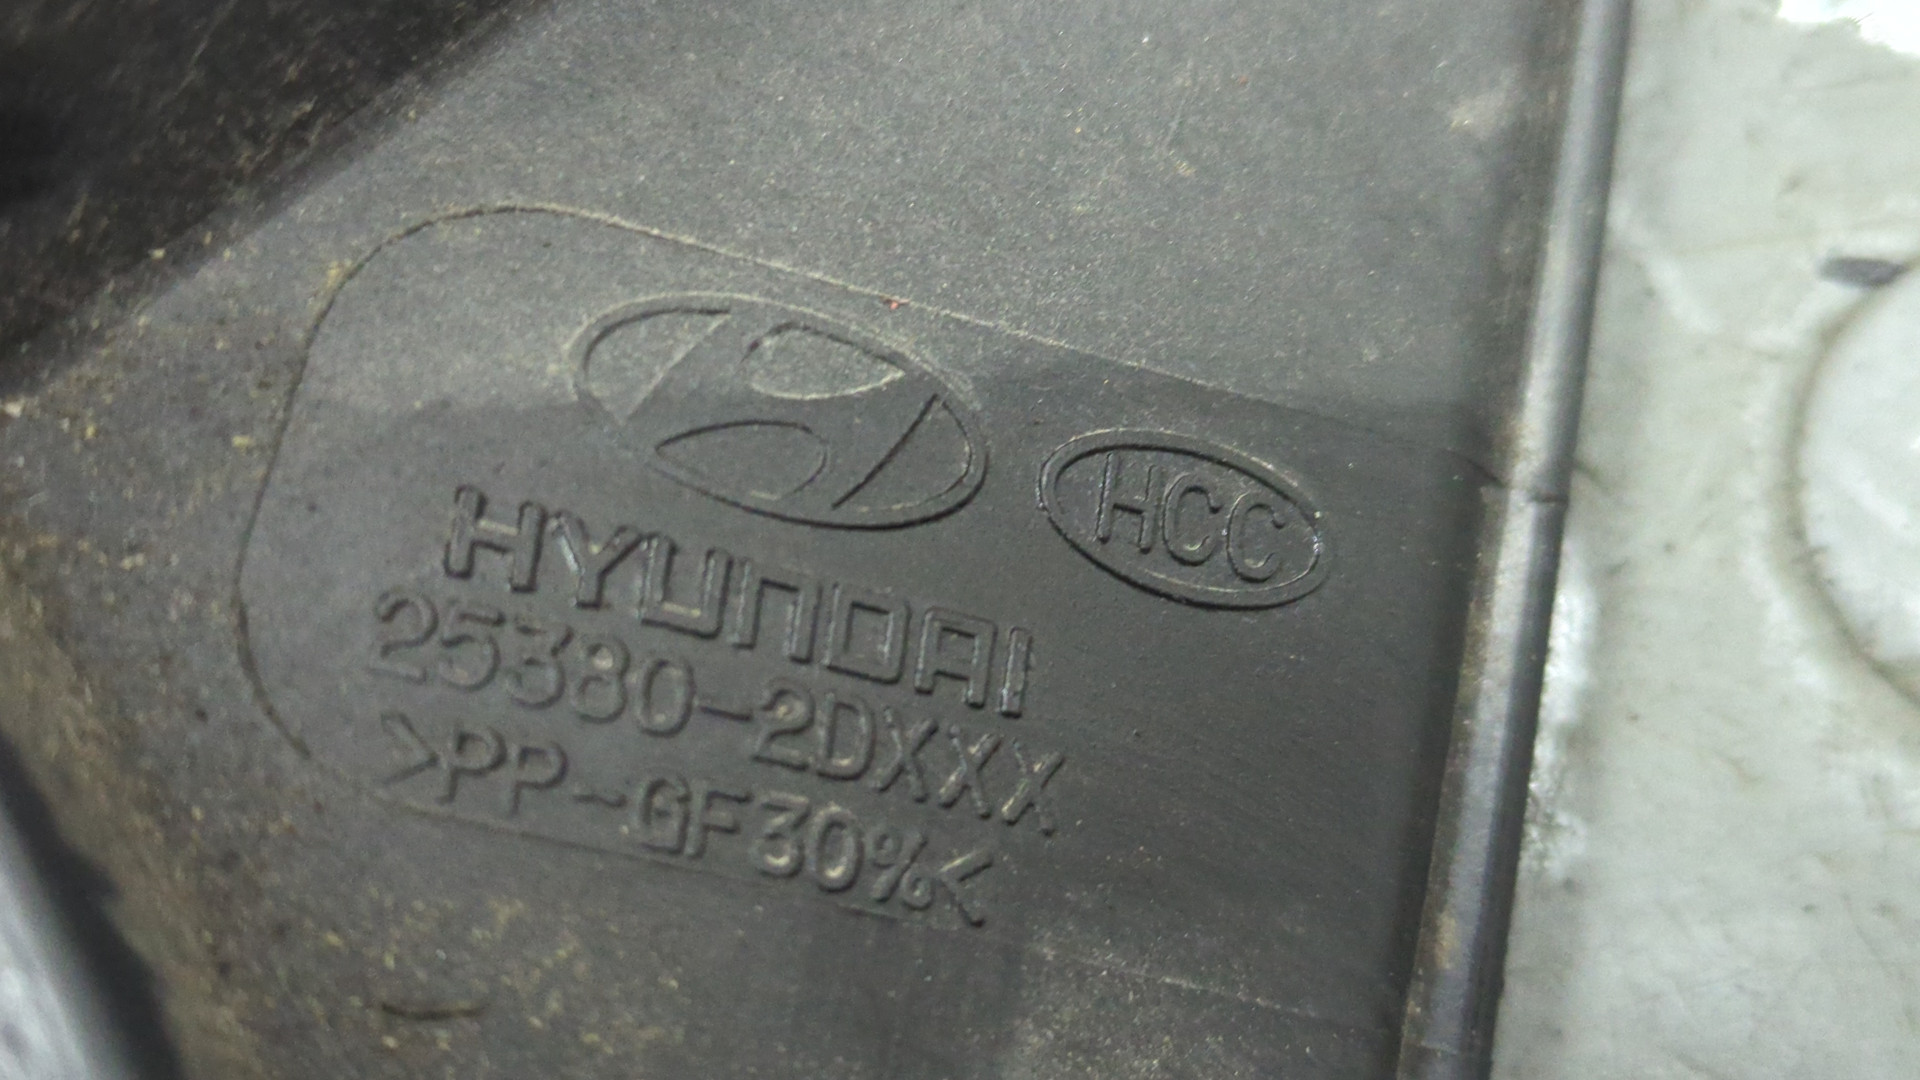 HCC
HYUNDAI
25380-2DXXX
>PP-GF30%<